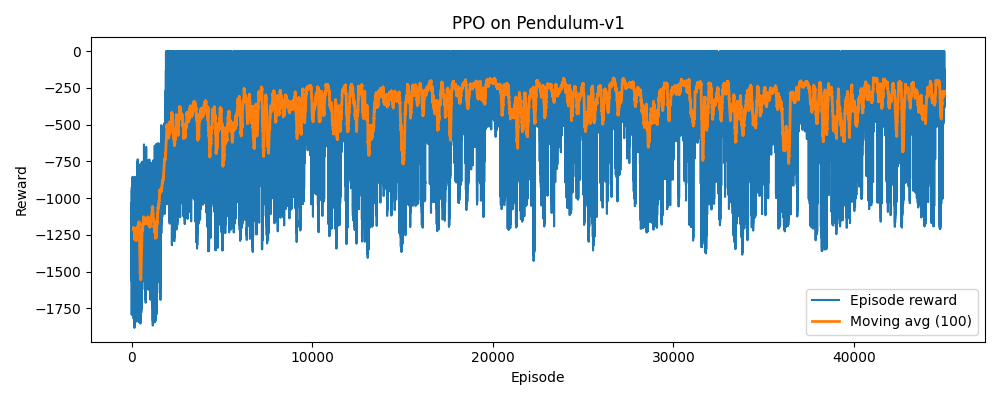 PPO on Pendulum-v1
0
−250
−500
−750
−1000
−1250
−1500
−1750
Reward
Episode reward
Moving avg (100)
0 10000 20000 30000 40000
Episode